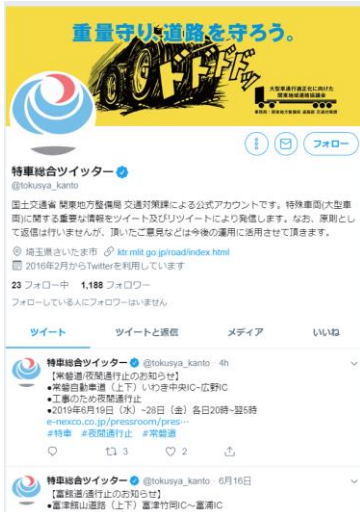 重量守り、道路を守ろう。
ドドドドッ
大型車通行適正化に向けた
関東地域連絡協議会
フォロー
特車総合ツイッター
@tokusya_kanto
国土交通省 関東地方整備局 交通対策課による公式アカウントです。特殊車両(大型車
両)に関する重要な情報をツイート及びリツイートにより発信します。なお、原則とし
て返信は行いませんが、頂いたご意見などは今後の運用に活用させて頂きます。
埼玉県さいたま市 ktr.mlit.go.jp/road/index.html
2016年2月からTwitterを利用しています
23 フォロー中 1,188 フォロワー
フォローしている人にフォロワーはいません
ツイート ツイートと返信 メディア いいね
特車総合ツイッター @tokusya_kanto · 4h
【常磐道/夜間通行止のお知らせ】
●常磐自動車道（上下）いわき中央IC~広野IC
●工事のため夜間通行止
●2019年6月19日（水）~28日（金）各日20時~翌5時
e-nexco.co.jp/pressroom/pres…
#特車 #夜間通行止 #常磐道
3 2
特車総合ツイッター @tokusya_kanto · 6月16日
【富館道/通行止のお知らせ】
●富津館山道路（上下）富津竹岡IC~富浦IC